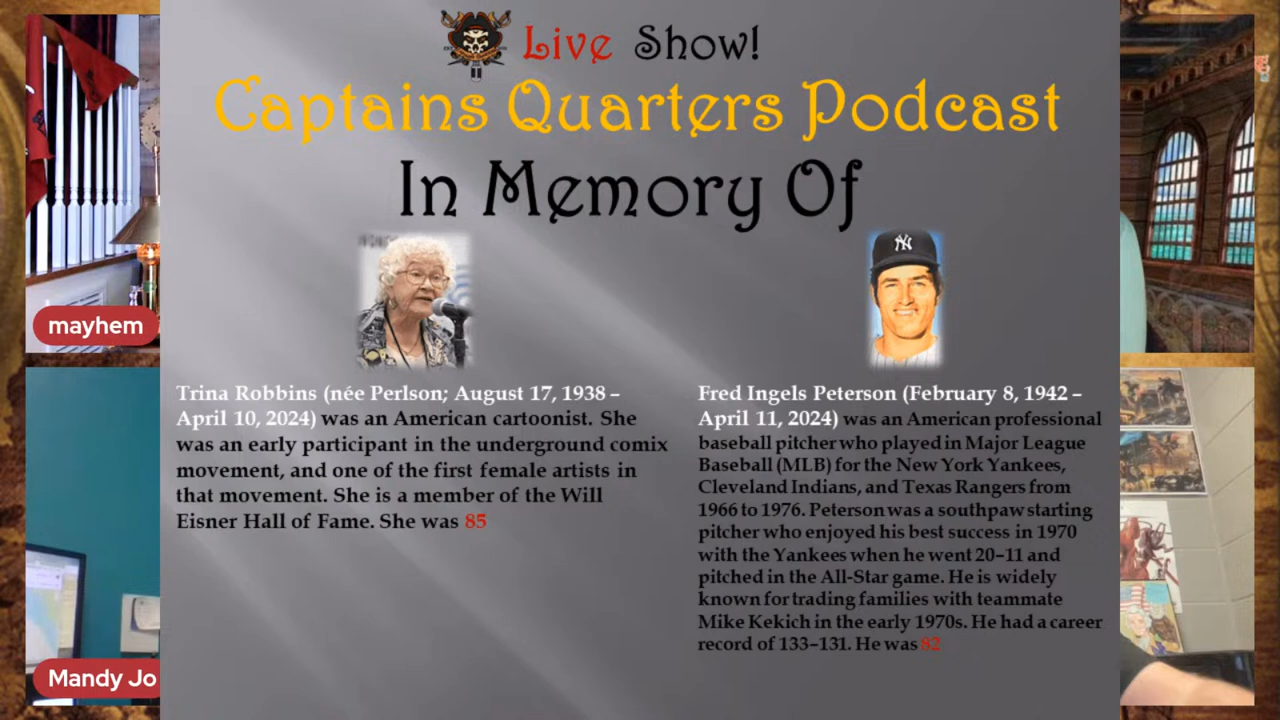 Live Show!
Captains Quarters Podcast
In Memory Of
Trina Robbins (née Perlson; August 17, 1938 –
April 10, 2024) was an American cartoonist. She
was an early participant in the underground comix
movement, and one of the first female artists in
that movement. She is a member of the Will
Eisner Hall of Fame. She was 85
NY
Fred Ingels Peterson (February 8, 1942 –
April 11, 2024) was an American professional
baseball pitcher who played in Major League
Baseball (MLB) for the New York Yankees,
Cleveland Indians, and Texas Rangers from
1966 to 1976. Peterson was a southpaw starting
pitcher who enjoyed his best success in 1970
with the Yankees when he went 20–11 and
pitched in the All-Star game. He is widely
known for trading families with teammate
Mike Kekich in the early 1970s. He had a career
record of 133–131. He was 82
mayhem
Mandy Jo